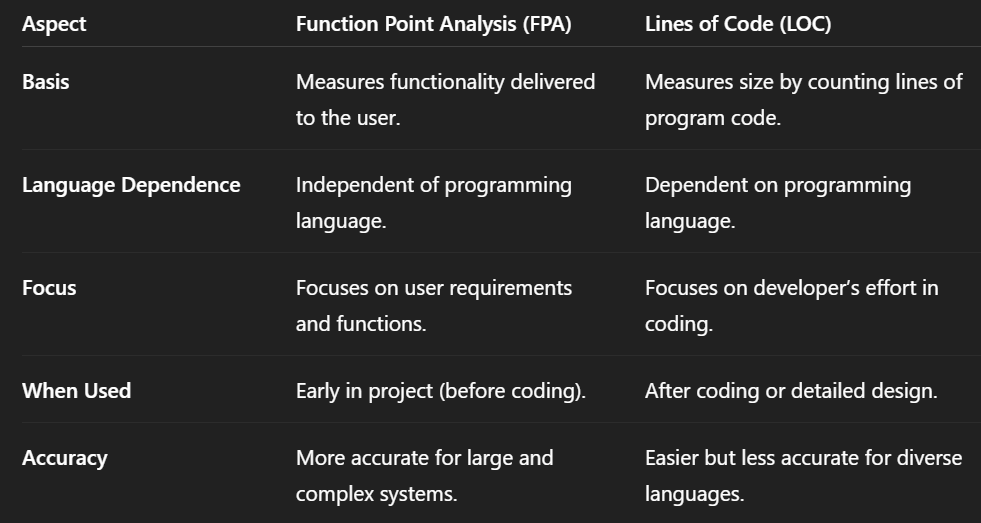 Aspect Function Point Analysis (FPA) Lines of Code (LOC)
Basis Measures functionality delivered Measures size by counting lines of
to the user. program code.
Language Dependence Independent of programming Dependent on programming
language. language.
Focus Focuses on user requirements Focuses on developer’s effort in
and functions. coding.
When Used Early in project (before coding). After coding or detailed design.
Accuracy More accurate for large and Easier but less accurate for diverse
complex systems. languages.